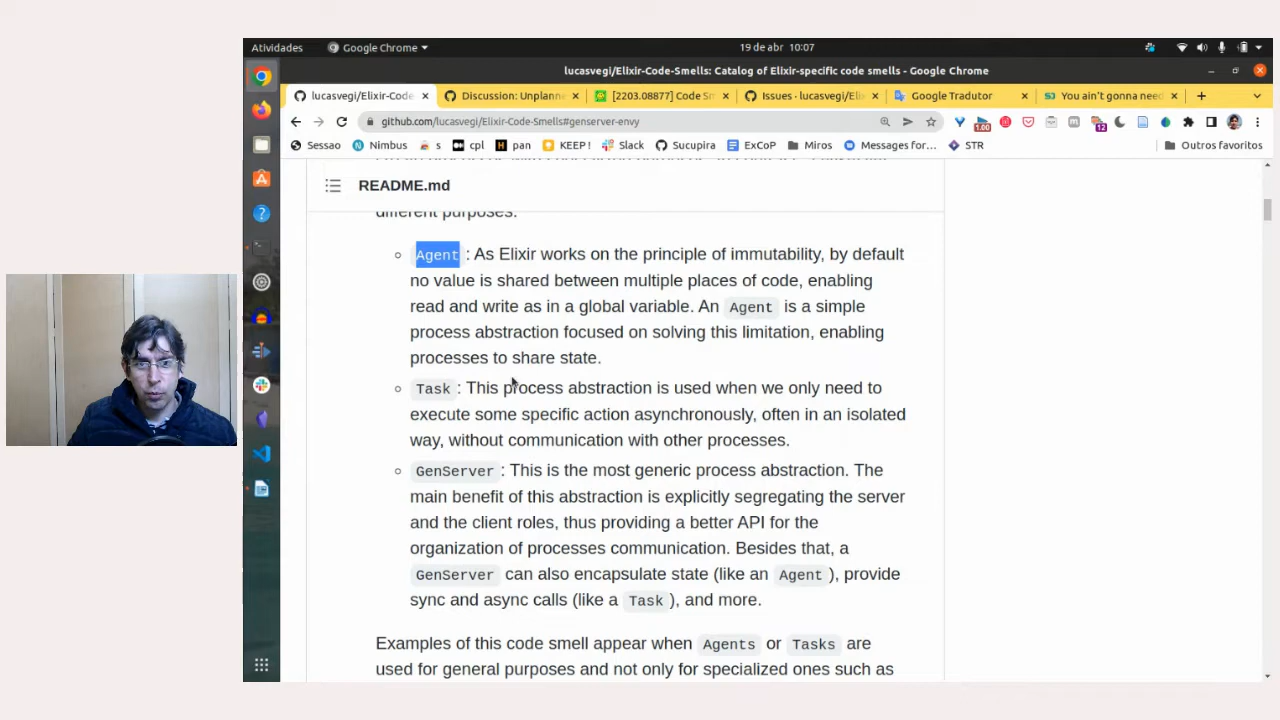 Atividades
Google Chrome
19 de abr 10:07
lucasvegi/Elixir-Code-Smells: Catalog of Elixir-specific code smells - Google Chrome
lucasvegi/Elixir-Code-
Discussion: Unplann
[2203.08877] Code Sm
Issues · lucasvegi/Eli
Google Tradutor
You ain't gonna need
github.com/lucasvegi/Elixir-Code-Smells#genserver-envy
1.00
12
Sessao
Nimbus
s
cpl
pan
KEEP !
Slack
Sucupira
ExCoP
Miros
Messages for...
STR
Outros favoritos
README.md
different purposes.
Agent : As Elixir works on the principle of immutability, by default
no value is shared between multiple places of code, enabling
read and write as in a global variable. An Agent is a simple
process abstraction focused on solving this limitation, enabling
processes to share state.
Task : This process abstraction is used when we only need to
execute some specific action asynchronously, often in an isolated
way, without communication with other processes.
GenServer : This is the most generic process abstraction. The
main benefit of this abstraction is explicitly segregating the server
and the client roles, thus providing a better API for the
organization of processes communication. Besides that, a
GenServer can also encapsulate state (like an Agent ), provide
sync and async calls (like a Task ), and more.
Examples of this code smell appear when Agents or Tasks are
used for general purposes and not only for specialized ones such as